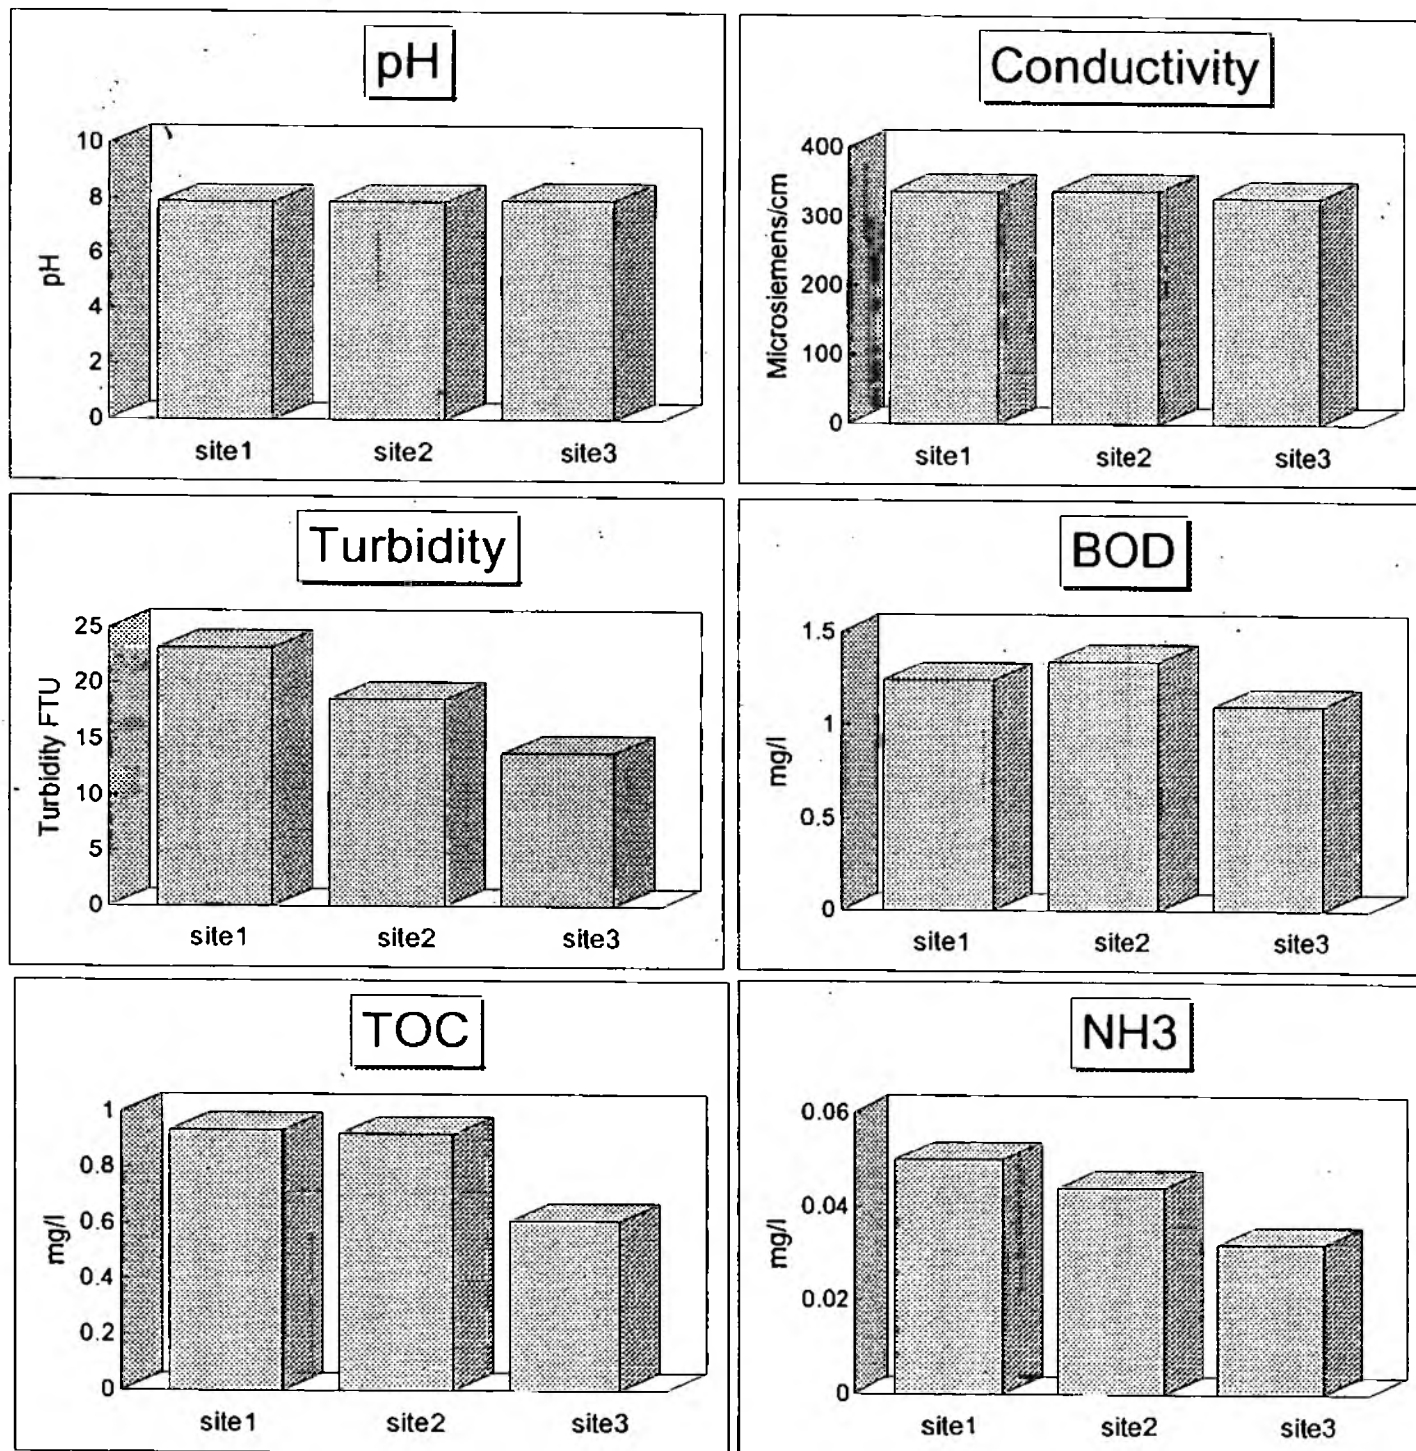 pH
10
8
6
4
2
0
pH
site1 site2 site3
Conductivity
400
300
200
100
0
Microsiemens/cm
site1 site2 site3
Turbidity
25
20
15
10
5
0
Turbidity FTU
site1 site2 site3
BOD
1.5
1
0.5
0
mg/l
site1 site2 site3
TOC
1
0.8
0.6
0.4
0.2
0
mg/l
site1 site2 site3
NH3
0.06
0.04
0.02
0
mg/l
site1 site2 site3